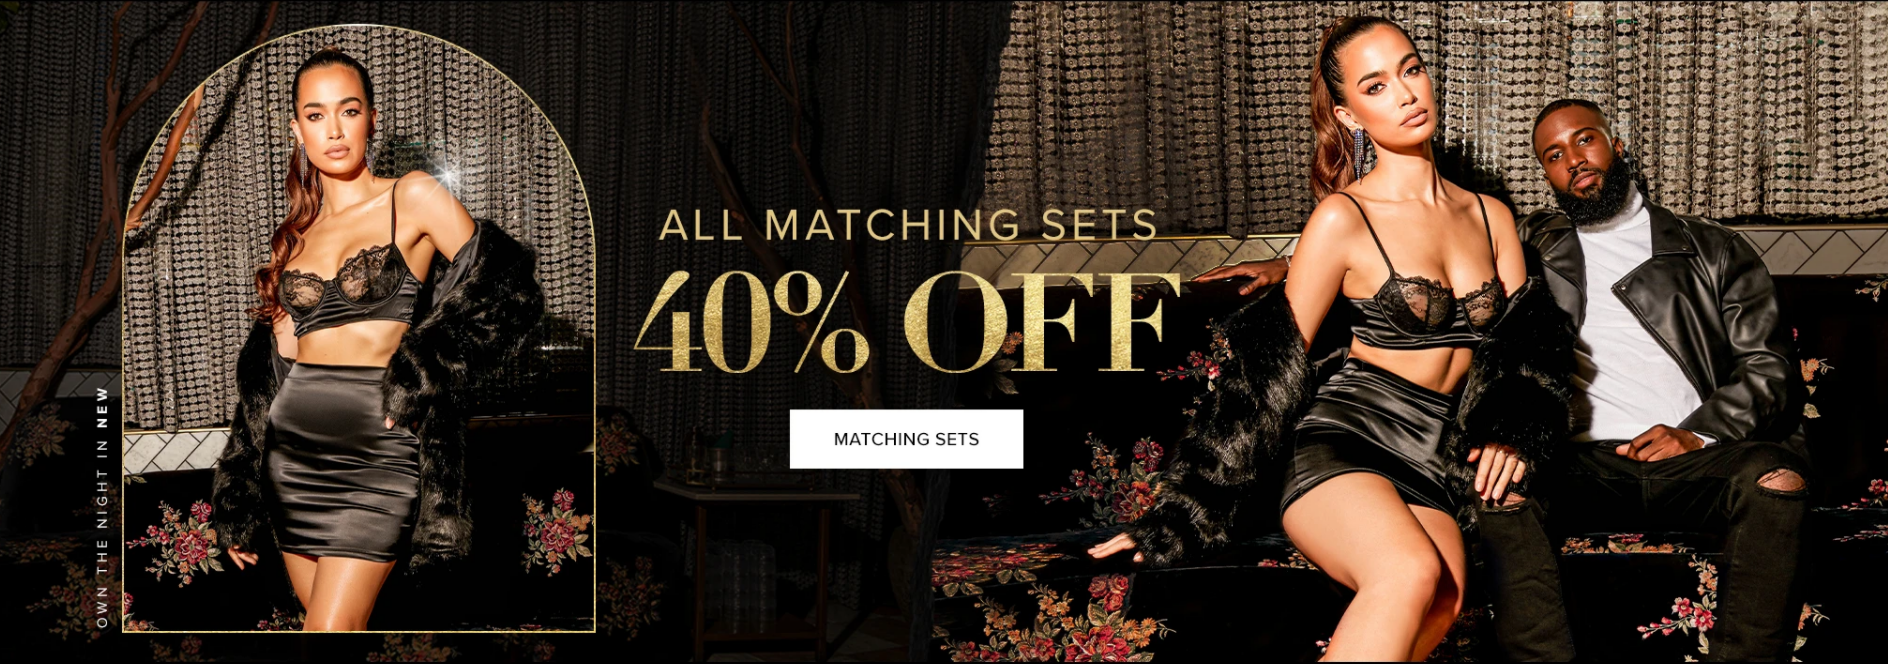 OWN THE NIGHT IN NEW
ALL MATCHING SETS
40% OFF
MATCHING SETS